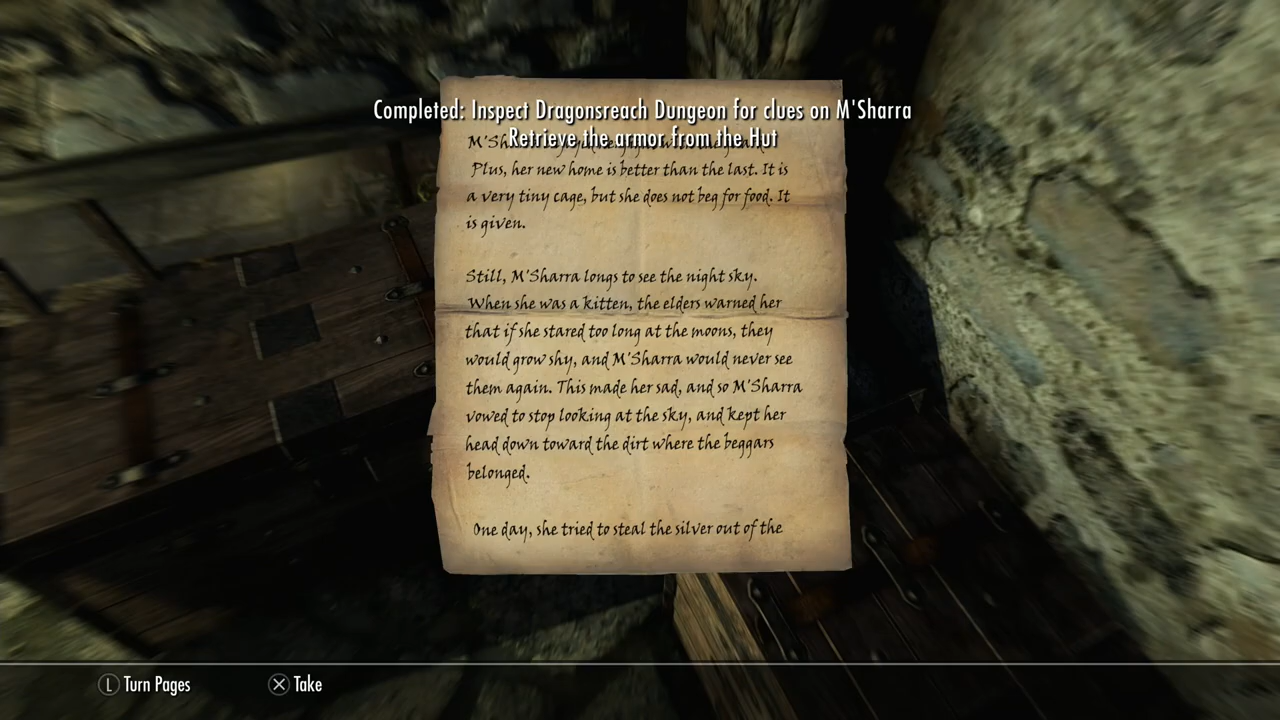 Completed: Inspect Dragonsreach Dungeon for clues on M'Sharra
Retrieve the armor from the Hut
Plus, her new home is better than the last. It is
a very tiny cage, but she does not beg for food. It
is given.
Still, M'Sharra longs to see the night sky.
When she was a kitten, the elders warned her
that if she stared too long at the moons, they
would grow shy, and M'Sharra would never see
them again. This made her sad, and so M'Sharra
vowed to stop looking at the sky, and kept her
head down toward the dirt where the beggars
belonged.
One day, she tried to steal the silver out of the
L Turn Pages
X Take